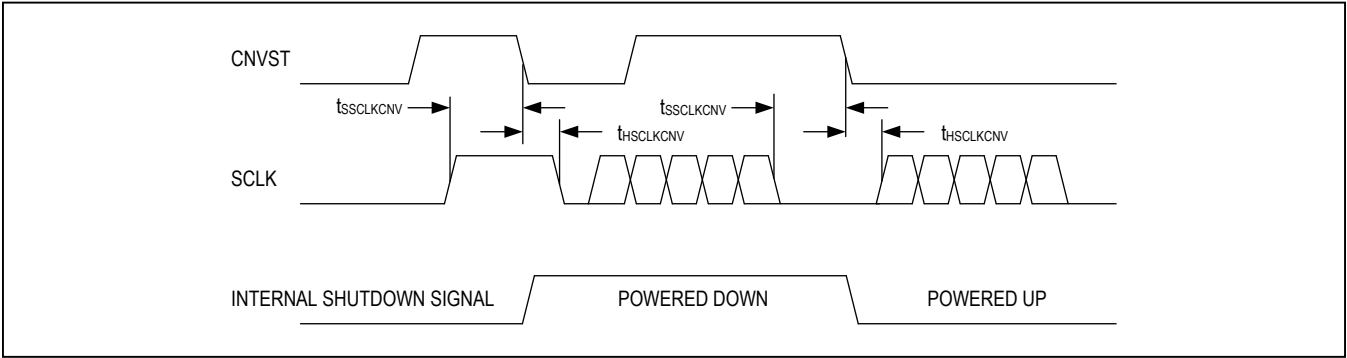 CNVST
tSSCLKCNV
tSSCLKCNV
tHSCLKCNV
tHSCLKCNV
SCLK
INTERNAL SHUTDOWN SIGNAL
POWERED DOWN
POWERED UP